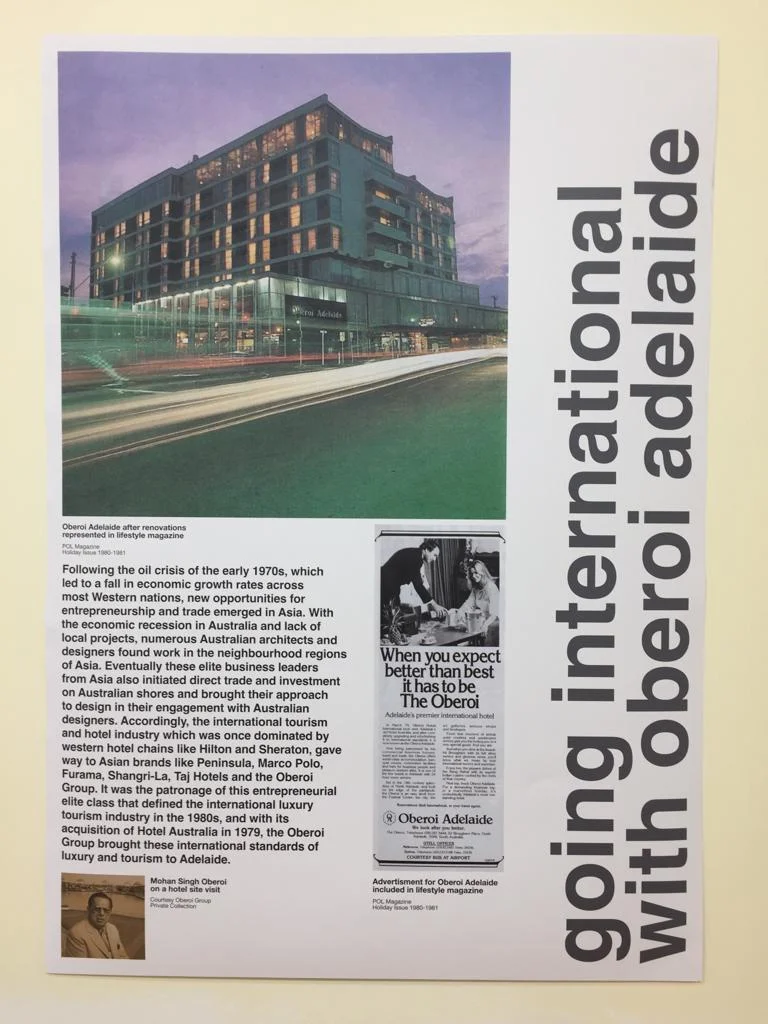 going international
with oberoi adelaide
Oberoi Adelaide
Oberoi Adelaide after renovations
represented in lifestyle magazine
POL Magazine
Holiday Issue 1980-1981
Following the oil crisis of the early 1970s, which
led to a fall in economic growth rates across
most Western nations, new opportunities for
entrepreneurship and trade emerged in Asia. With
the economic recession in Australia and lack of
local projects, numerous Australian architects and
designers found work in the neighbourhood regions
of Asia. Eventually these elite business leaders
from Asia also initiated direct trade and investment
on Australian shores and brought their approach
to design in their engagement with Australian
designers. Accordingly, the international tourism
and hotel industry which was once dominated by
western hotel chains like Hilton and Sheraton, gave
way to Asian brands like Peninsula, Marco Polo,
Furama, Shangri-La, Taj Hotels and the Oberoi
Group. It was the patronage of this entrepreneurial
elite class that defined the international luxury
tourism industry in the 1980s, and with its
acquisition of Hotel Australia in 1979, the Oberoi
Group brought these international standards of
luxury and tourism to Adelaide.
Mohan Singh Oberoi
on a hotel site visit
Courtesy Oberoi Group
Private Collection
When you expect
better than best
it has to be
The Oberoi
Adelaide's premier international hotel
Oberoi Adelaide
We look after you better.
COURTESY BUS AT AIRPORT
Advertisment for Oberoi Adelaide
included in lifestyle magazine
POL Magazine
Holiday Issue 1980-1981